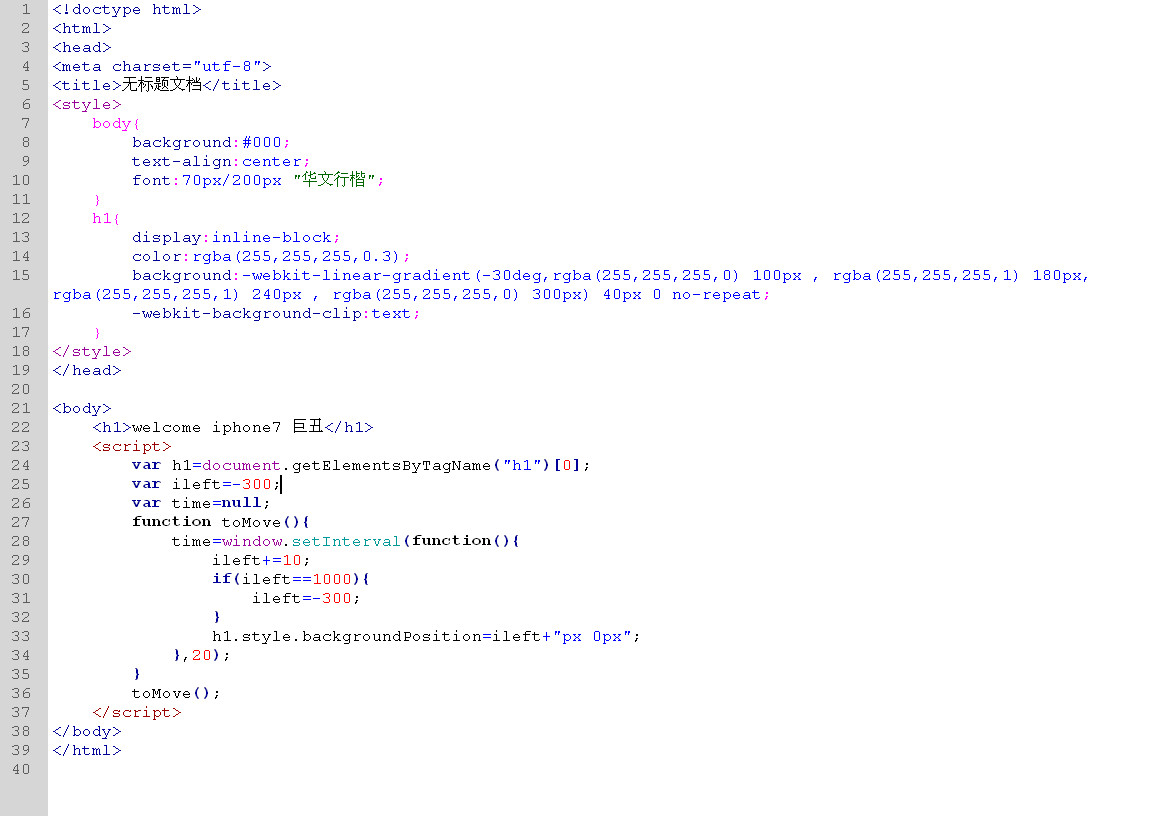 1 <!doctype html>
2 <html>
3 <head>
4 <meta charset="utf-8">
5 <title>无标题文档</title>
6 <style>
7     body{
8         background:#000;
9         text-align:center;
10         font:70px/200px "华文行楷";
11     }
12     h1{
13         display:inline-block;
14         color:rgba(255,255,255,0.3);
15         background:-webkit-linear-gradient(-30deg,rgba(255,255,255,0) 100px , rgba(255,255,255,1) 180px,
rgba(255,255,255,1) 240px , rgba(255,255,255,0) 300px) 40px 0 no-repeat;
16         -webkit-background-clip:text;
17     }
18 </style>
19 </head>
20
21 <body>
22     <h1>welcome iphone7 巨丑</h1>
23     <script>
24         var h1=document.getElementsByTagName("h1")[0];
25         var ileft=-300;
26         var time=null;
27         function toMove(){
28             time=window.setInterval(function(){
29                 ileft+=10;
30                 if(ileft==1000){
31                     ileft=-300;
32                 }
33                 h1.style.backgroundPosition=ileft+"px 0px";
34             },20);
35         }
36         toMove();
37     </script>
38 </body>
39 </html>
40